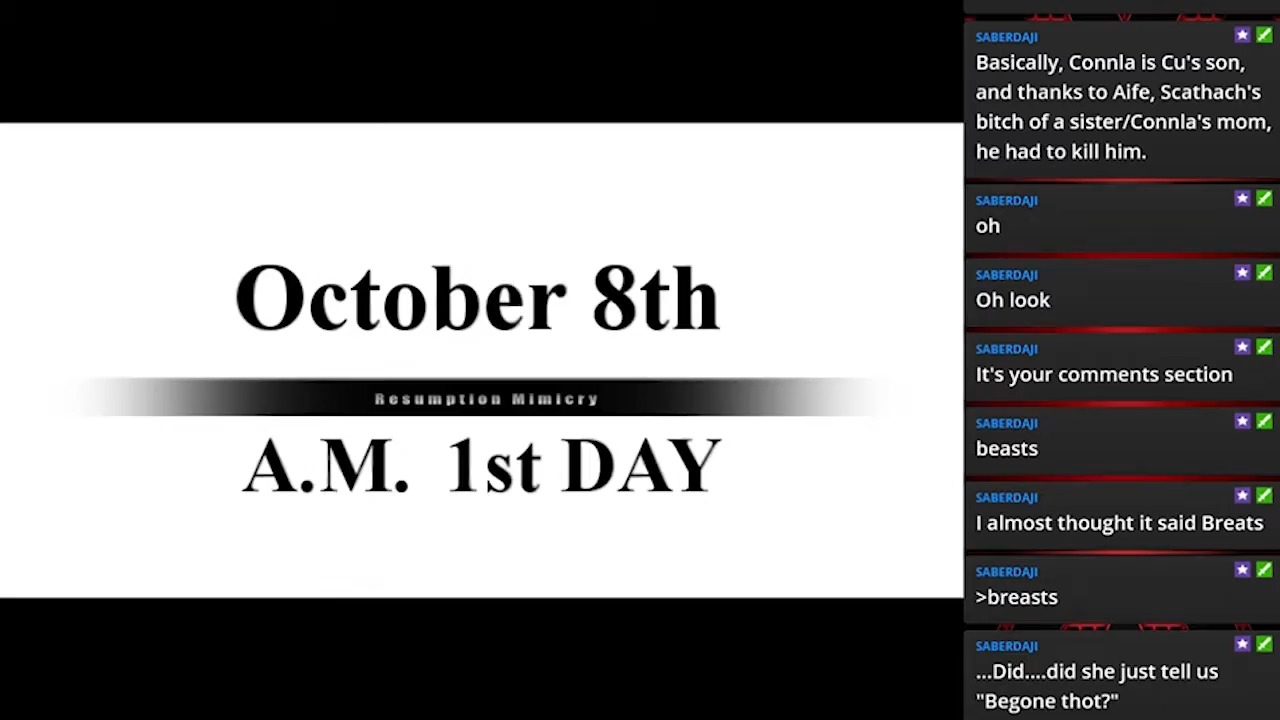 October 8th
Resumption Mimicry
A.M. 1st DAY
SABERDAJI
Basically, Connla is Cu's son,
and thanks to Aife, Scathach's
bitch of a sister/Connla's mom,
he had to kill him.
SABERDAJI
oh
SABERDAJI
Oh look
SABERDAJI
It's your comments section
SABERDAJI
beasts
SABERDAJI
I almost thought it said Breats
SABERDAJI
>breasts
SABERDAJI
...Did....did she just tell us
"Begone thot?"